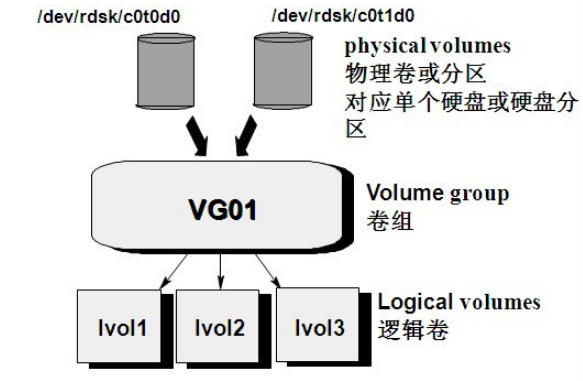 /dev/rdsk/c0t0d0
/dev/rdsk/c0t1d0
physical volumes
物理卷或分区
对应单个硬盘或硬盘分
区
VG01
Volume group
卷组
lvol1
lvol2
lvol3
Logical volumes
逻辑卷